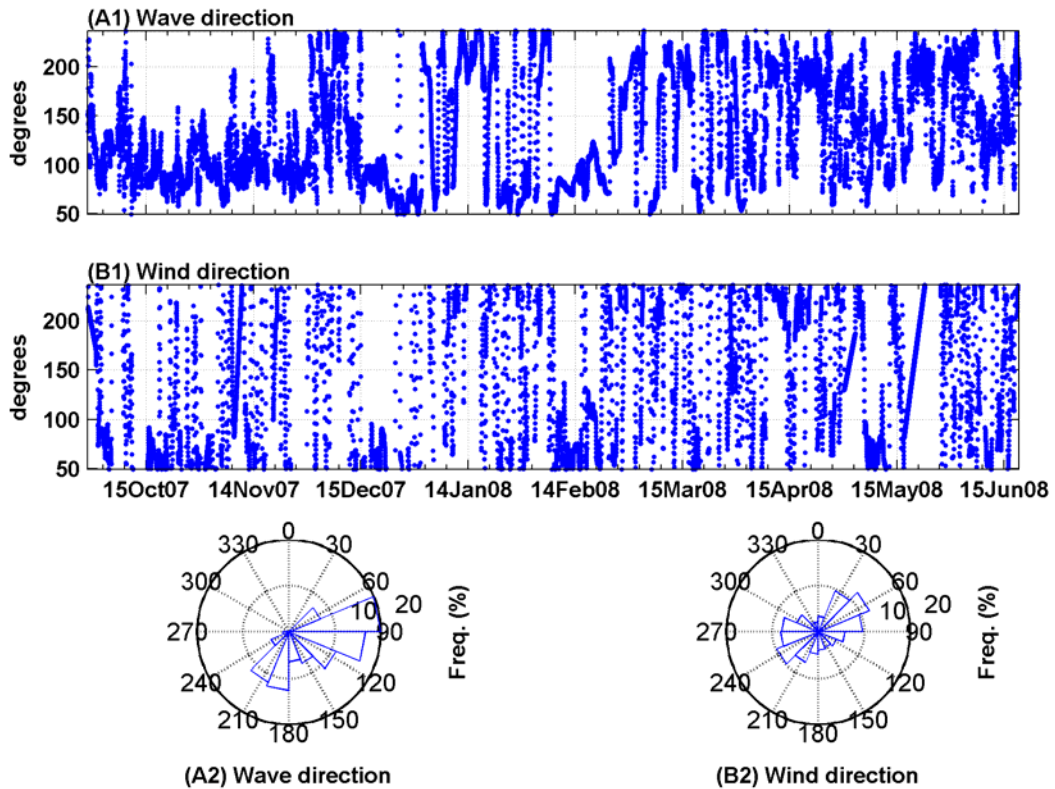 (A1) Wave direction
degrees
200
150
100
50
(B1) Wind direction
degrees
200
150
100
50
15Oct07 14Nov07 15Dec07 14Jan08 14Feb08 15Mar08 15Apr08 15May08 15Jun08
0
330 30
300 60
10 20
270 90
240 120
210 150
180
Freq. (%)
(A2) Wave direction
0
330 30
300 60
10 20
270 90
240 120
210 150
180
Freq. (%)
(B2) Wind direction